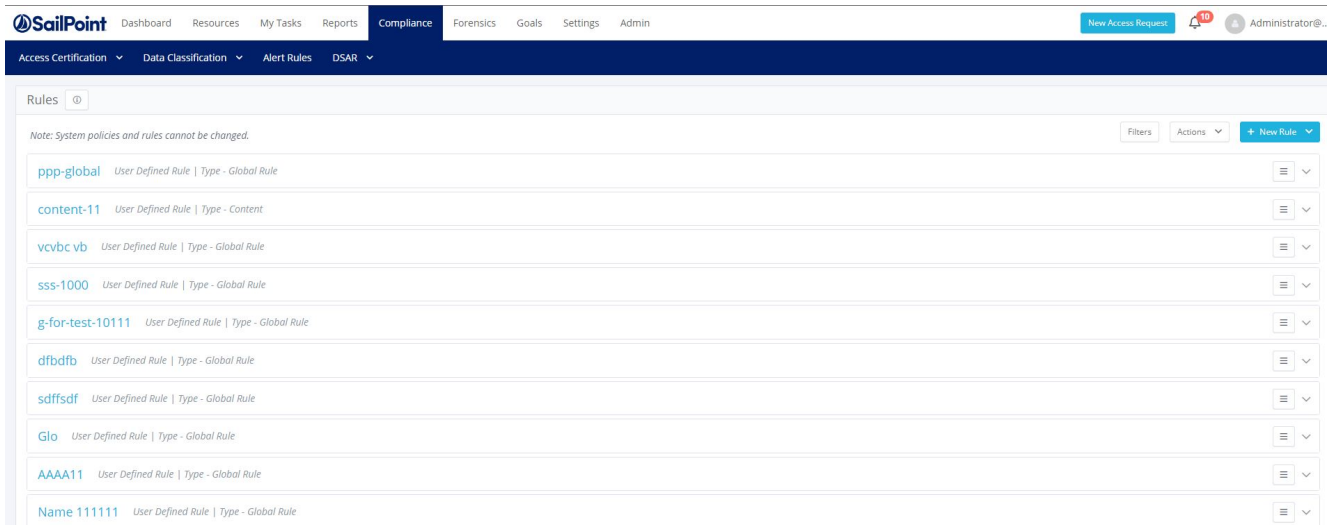 SailPoint Dashboard Resources My Tasks Reports Compliance Forensics Goals Settings Admin New Access Request 10 Administrator@..
Access Certification Data Classification Alert Rules DSAR
Rules
Note: System policies and rules cannot be changed. Filters Actions + New Rule
ppp-global User Defined Rule | Type - Global Rule
content-11 User Defined Rule | Type - Content
vcvbc vb User Defined Rule | Type - Global Rule
sss-1000 User Defined Rule | Type - Global Rule
g-for-test-10111 User Defined Rule | Type - Global Rule
dfbdfb User Defined Rule | Type - Global Rule
sdffsdf User Defined Rule | Type - Global Rule
Glo User Defined Rule | Type - Global Rule
AAAA11 User Defined Rule | Type - Global Rule
Name 111111 User Defined Rule | Type - Global Rule